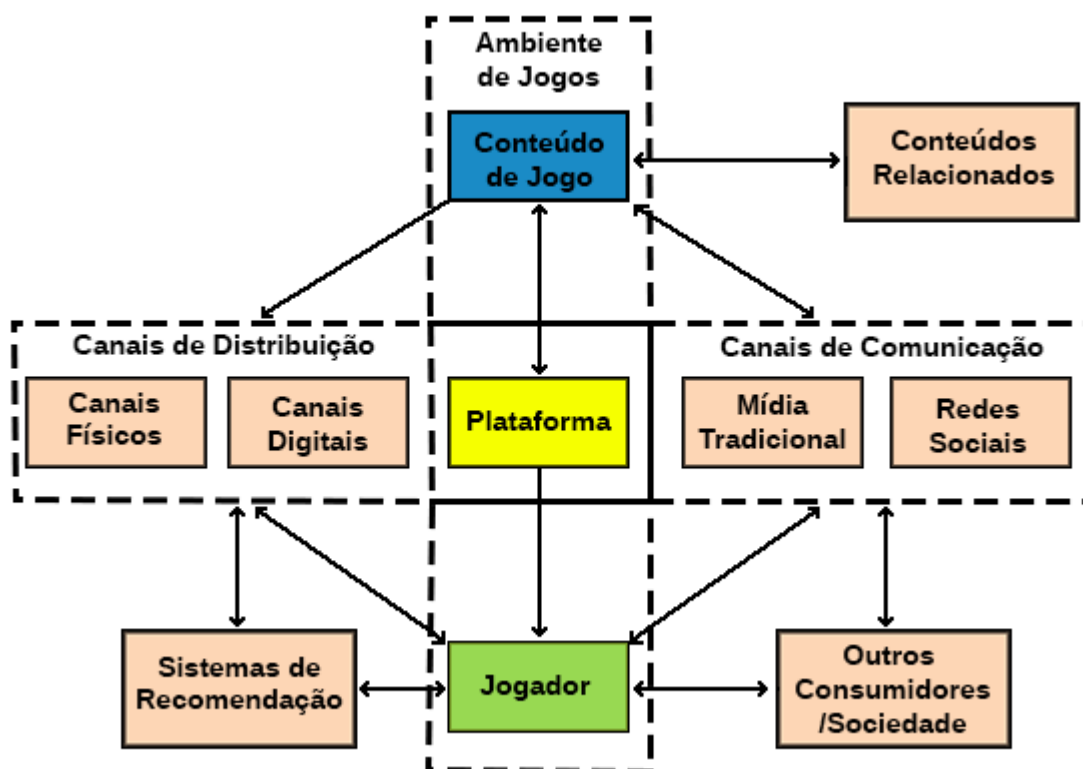 Ambiente
de Jogos
Conteúdo
de Jogo
Conteúdos
Relacionados
Canais de Distribuição
Canais
Físicos
Canais
Digitais
Plataforma
Canais de Comunicação
Mídia
Tradicional
Redes
Sociais
Sistemas de
Recomendação
Jogador
Outros
Consumidores
/Sociedade